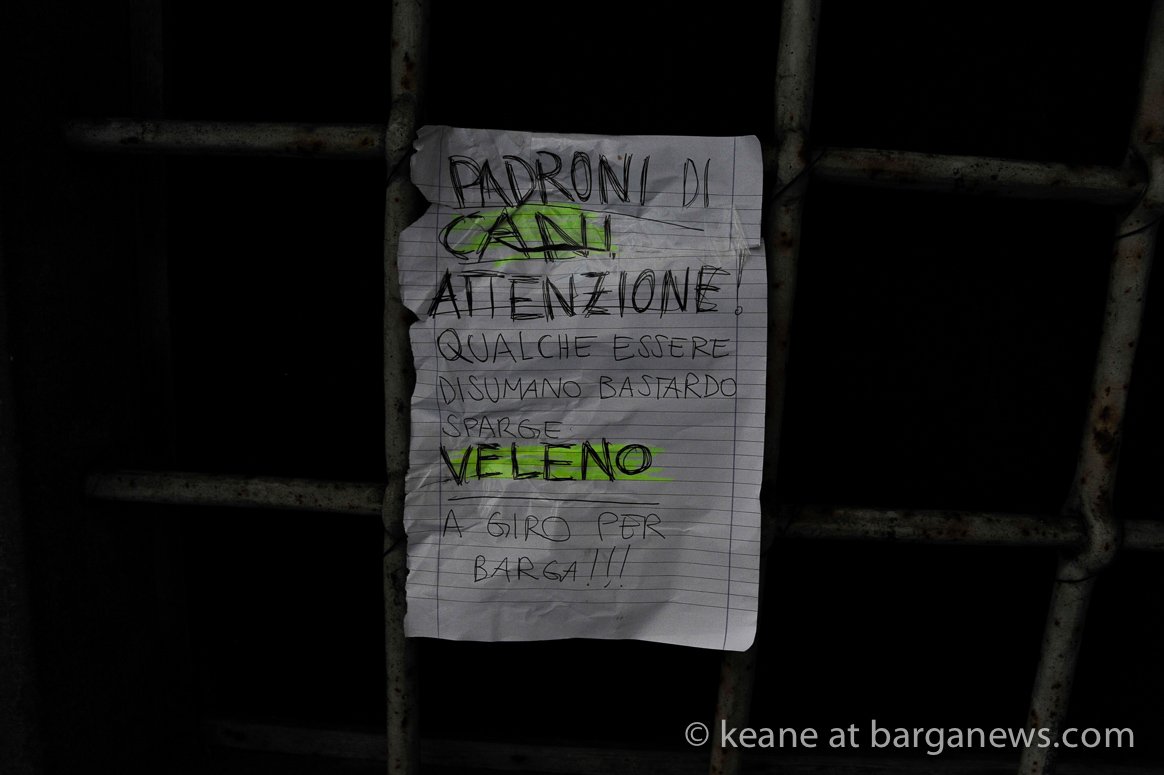 PADRONI DI
CANI,
ATTENZIONE!
QUALCHE ESSERE
DISUMANO BASTARDO
SPARGE
VELENO
A GIRO PER
BARGA!!!
© keane at barganews.com